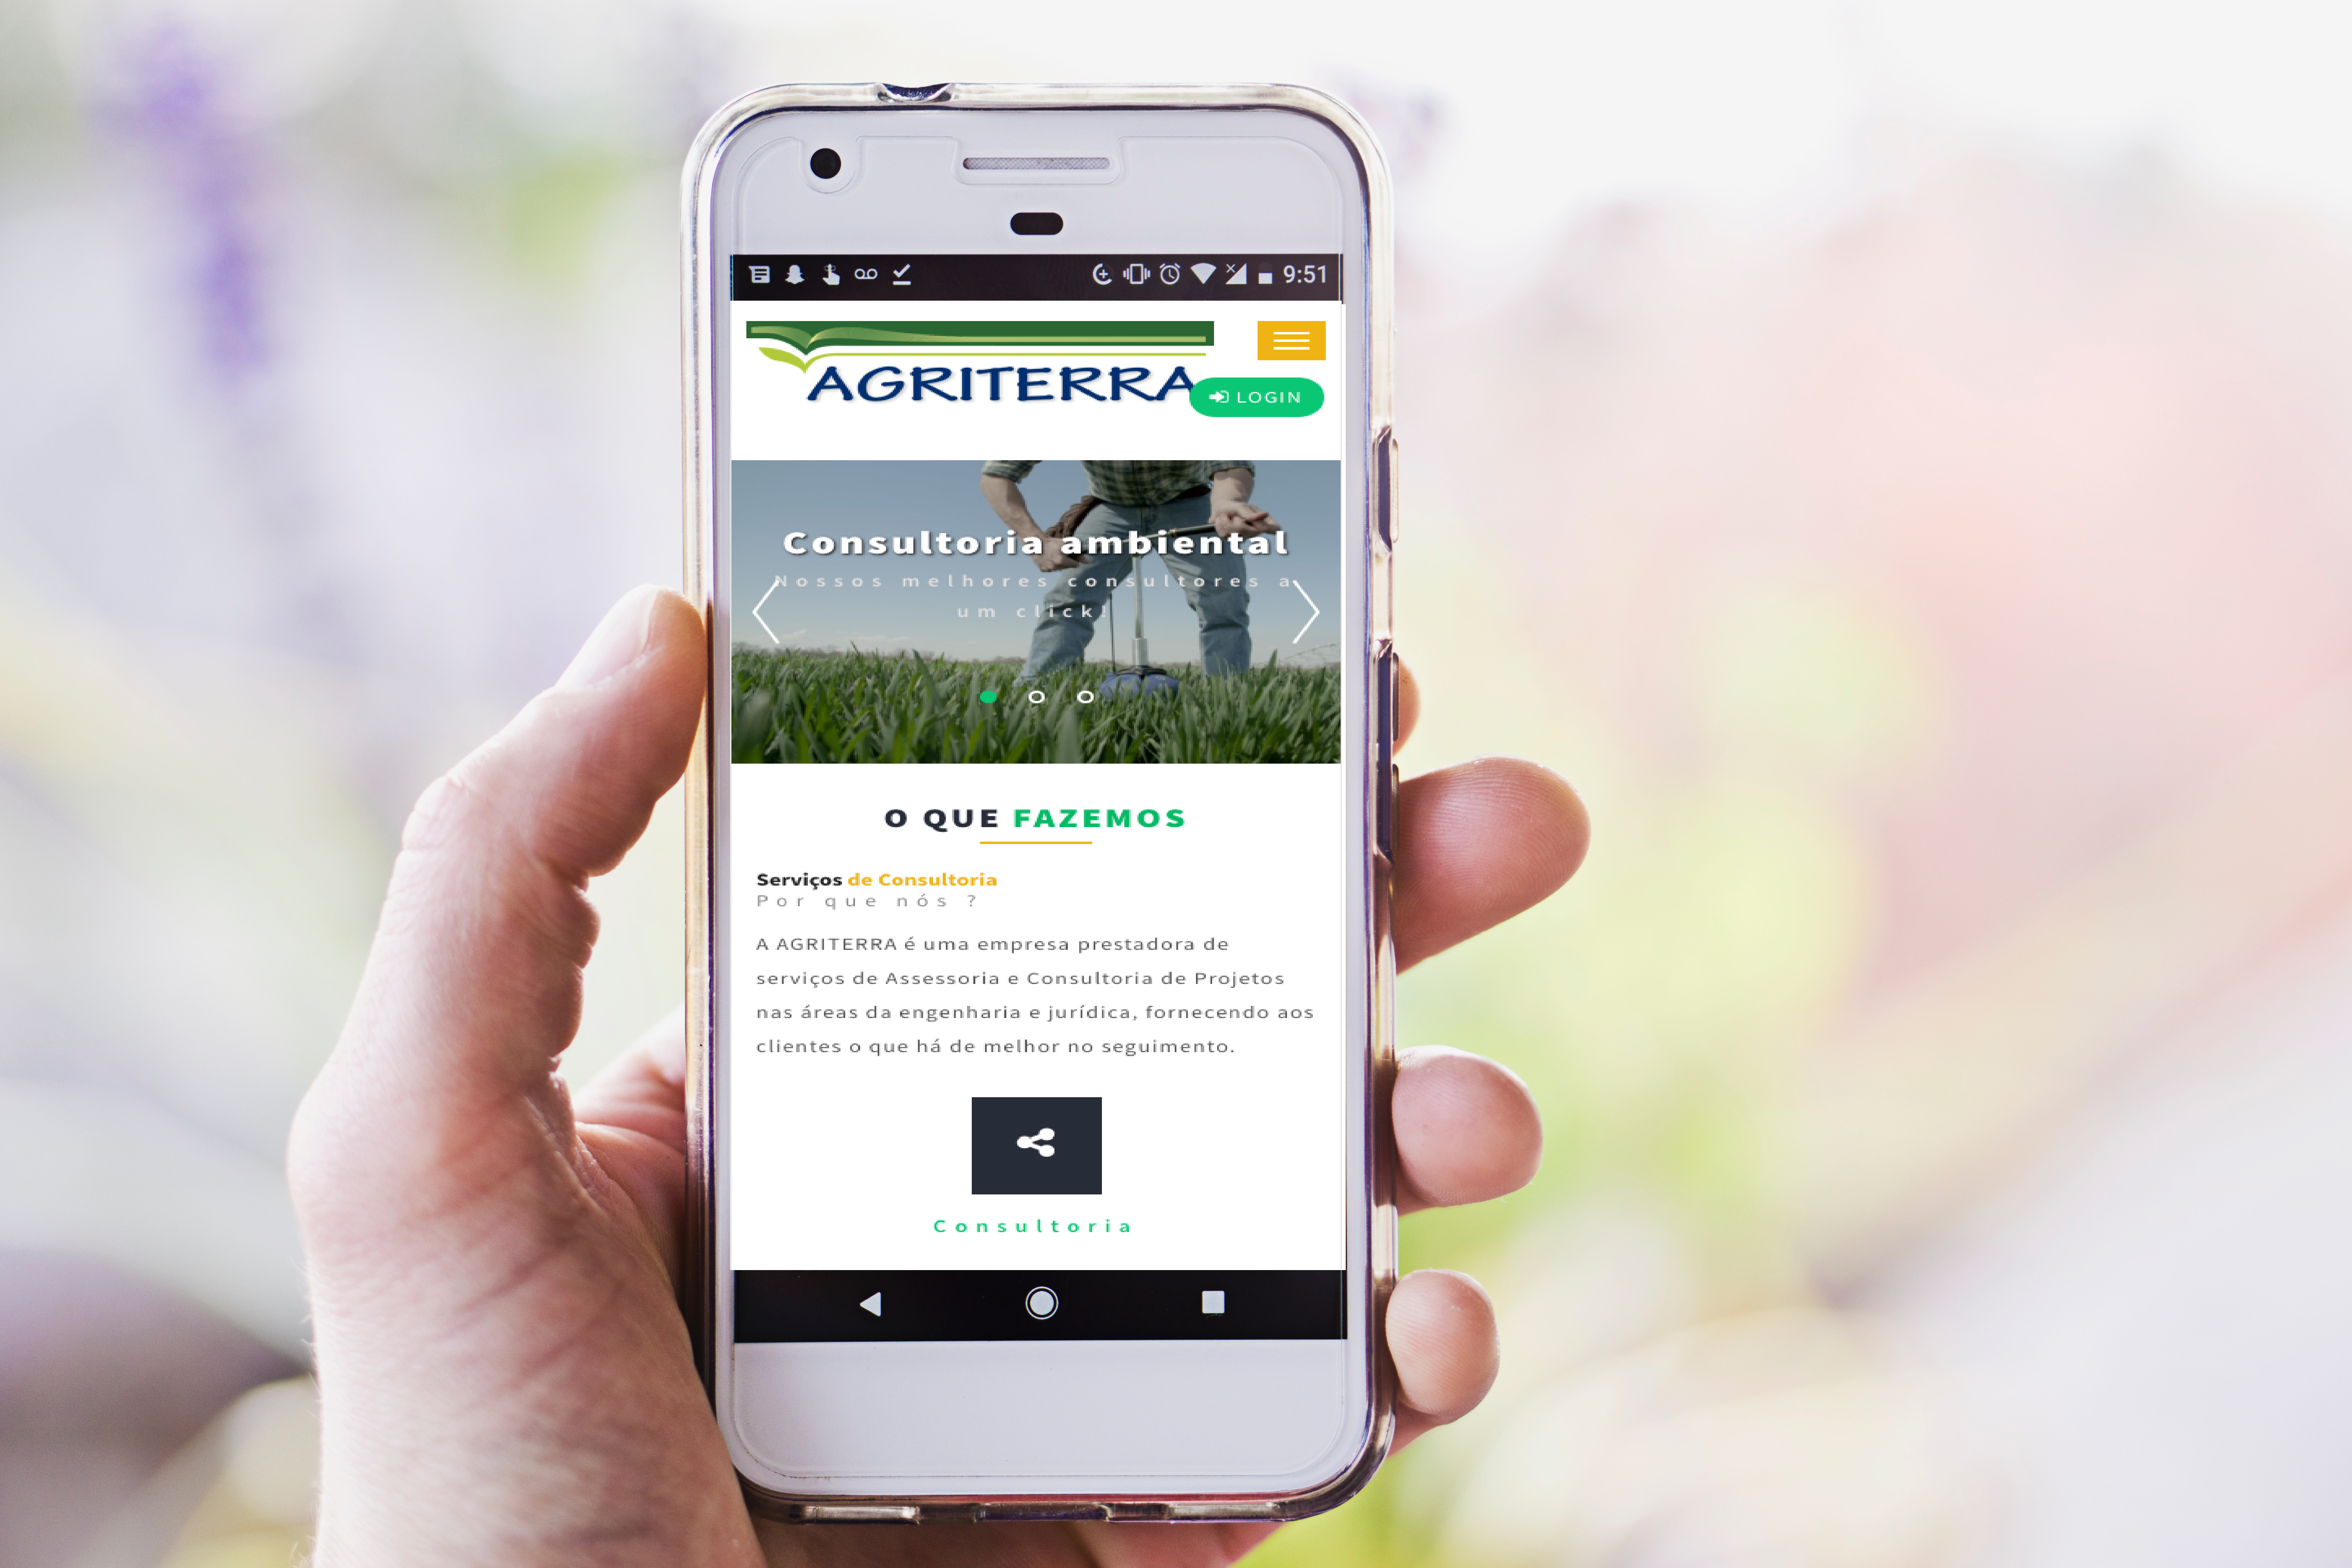 9:51
AGRITERRA
LOGIN
Consultoria ambiental
Nossos melhores consultores a
um click!
O QUE FAZEMOS
Serviços de Consultoria
Por que nós ?
A AGRITERRA é uma empresa prestadora de
serviços de Assessoria e Consultoria de Projetos
nas áreas da engenharia e jurídica, fornecendo aos
clientes o que há de melhor no seguimento.
Consultoria